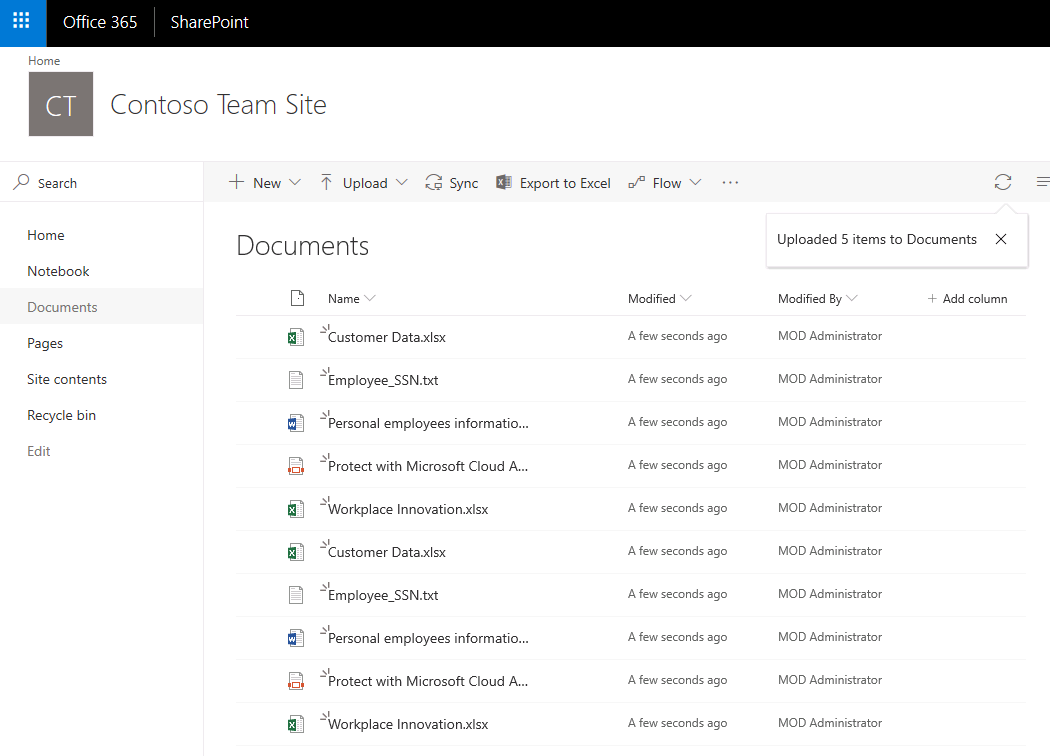 Office 365 SharePoint
Home
CT Contoso Team Site
Search
New Upload Sync Export to Excel Flow ...
Home
Notebook
Documents
Pages
Site contents
Recycle bin
Edit
Documents
Uploaded 5 items to Documents
Name Modified Modified By Add column
Customer Data.xlsx A few seconds ago MOD Administrator
Employee_SSN.txt A few seconds ago MOD Administrator
Personal employees informatio... A few seconds ago MOD Administrator
Protect with Microsoft Cloud A... A few seconds ago MOD Administrator
Workplace Innovation.xlsx A few seconds ago MOD Administrator
Customer Data.xlsx A few seconds ago MOD Administrator
Employee_SSN.txt A few seconds ago MOD Administrator
Personal employees informatio... A few seconds ago MOD Administrator
Protect with Microsoft Cloud A... A few seconds ago MOD Administrator
Workplace Innovation.xlsx A few seconds ago MOD Administrator